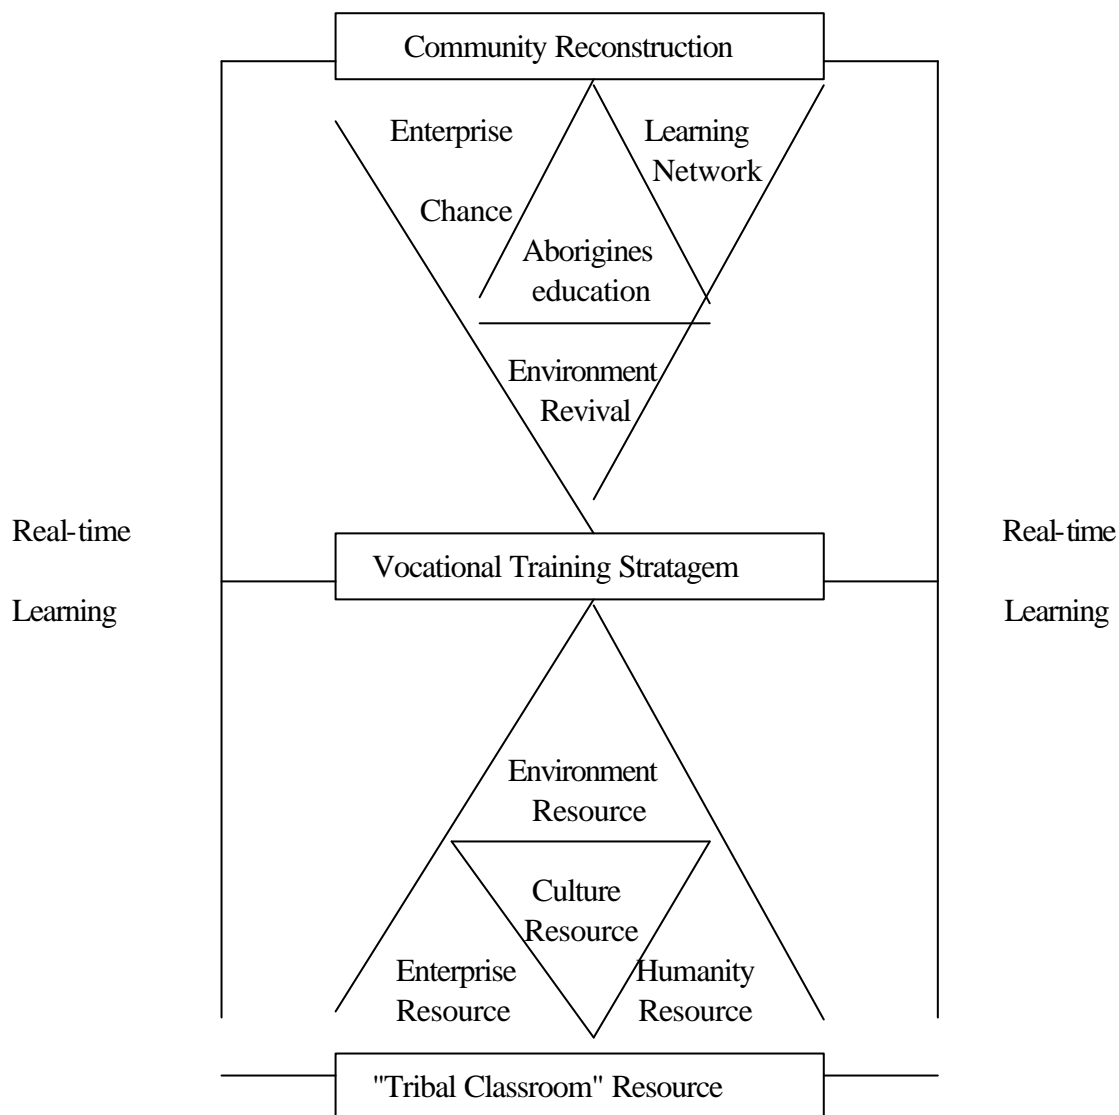 Community Reconstruction
Enterprise
Chance
Learning
Network
Aborigines
education
Environment
Revival
Real-time
Learning
Real-time
Learning
Vocational Training Stratagem
Environment
Resource
Culture
Resource
Enterprise
Resource
Humanity
Resource
"Tribal Classroom" Resource